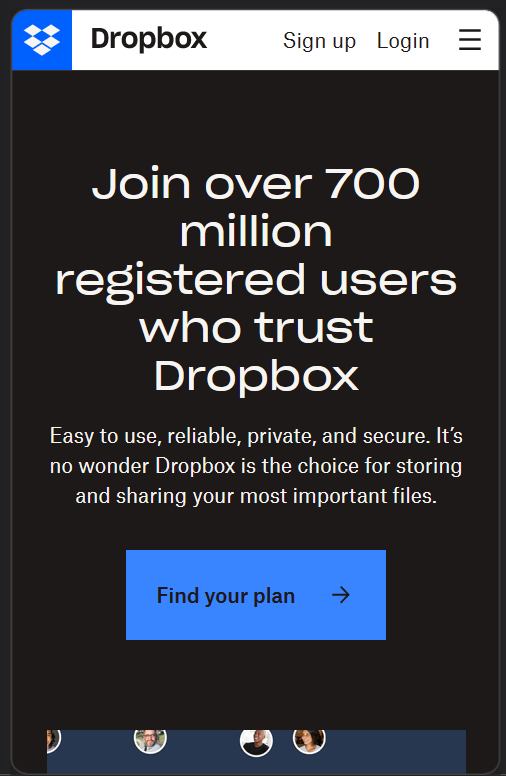 Dropbox Sign up Login
Join over 700
million
registered users
who trust
Dropbox
Easy to use, reliable, private, and secure. It’s
no wonder Dropbox is the choice for storing
and sharing your most important files.
Find your plan